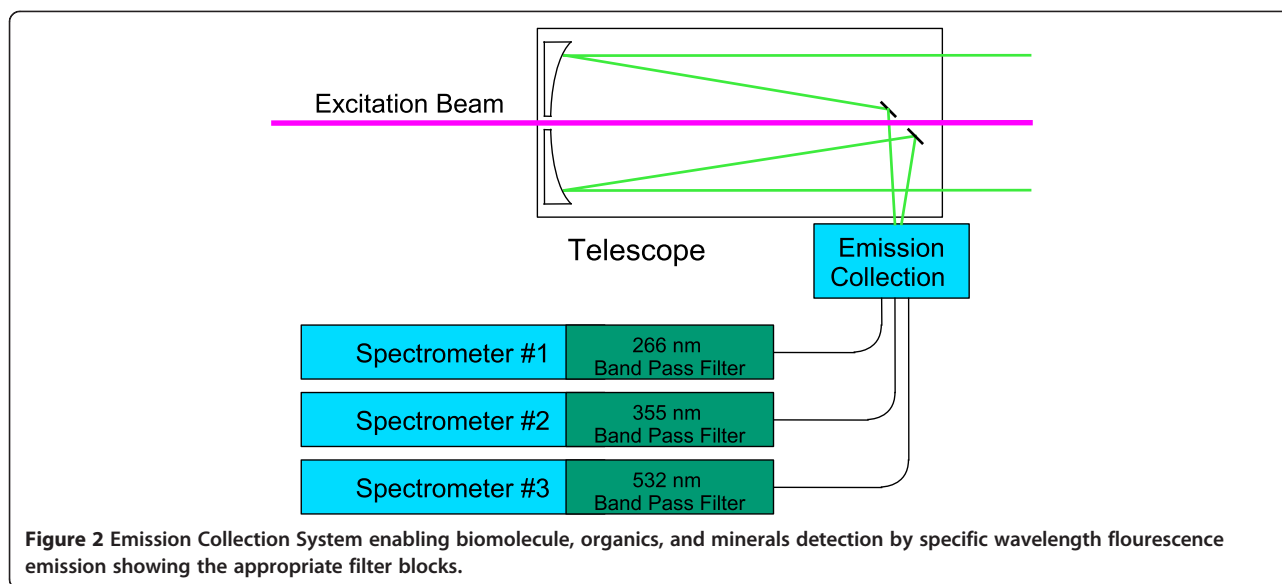 Excitation Beam
Telescope
Emission
Collection
Spectrometer #1
266 nm
Band Pass Filter
Spectrometer #2
355 nm
Band Pass Filter
Spectrometer #3
532 nm
Band Pass Filter
Figure 2 Emission Collection System enabling biomolecule, organics, and minerals detection by specific wavelength flourescence
emission showing the appropriate filter blocks.